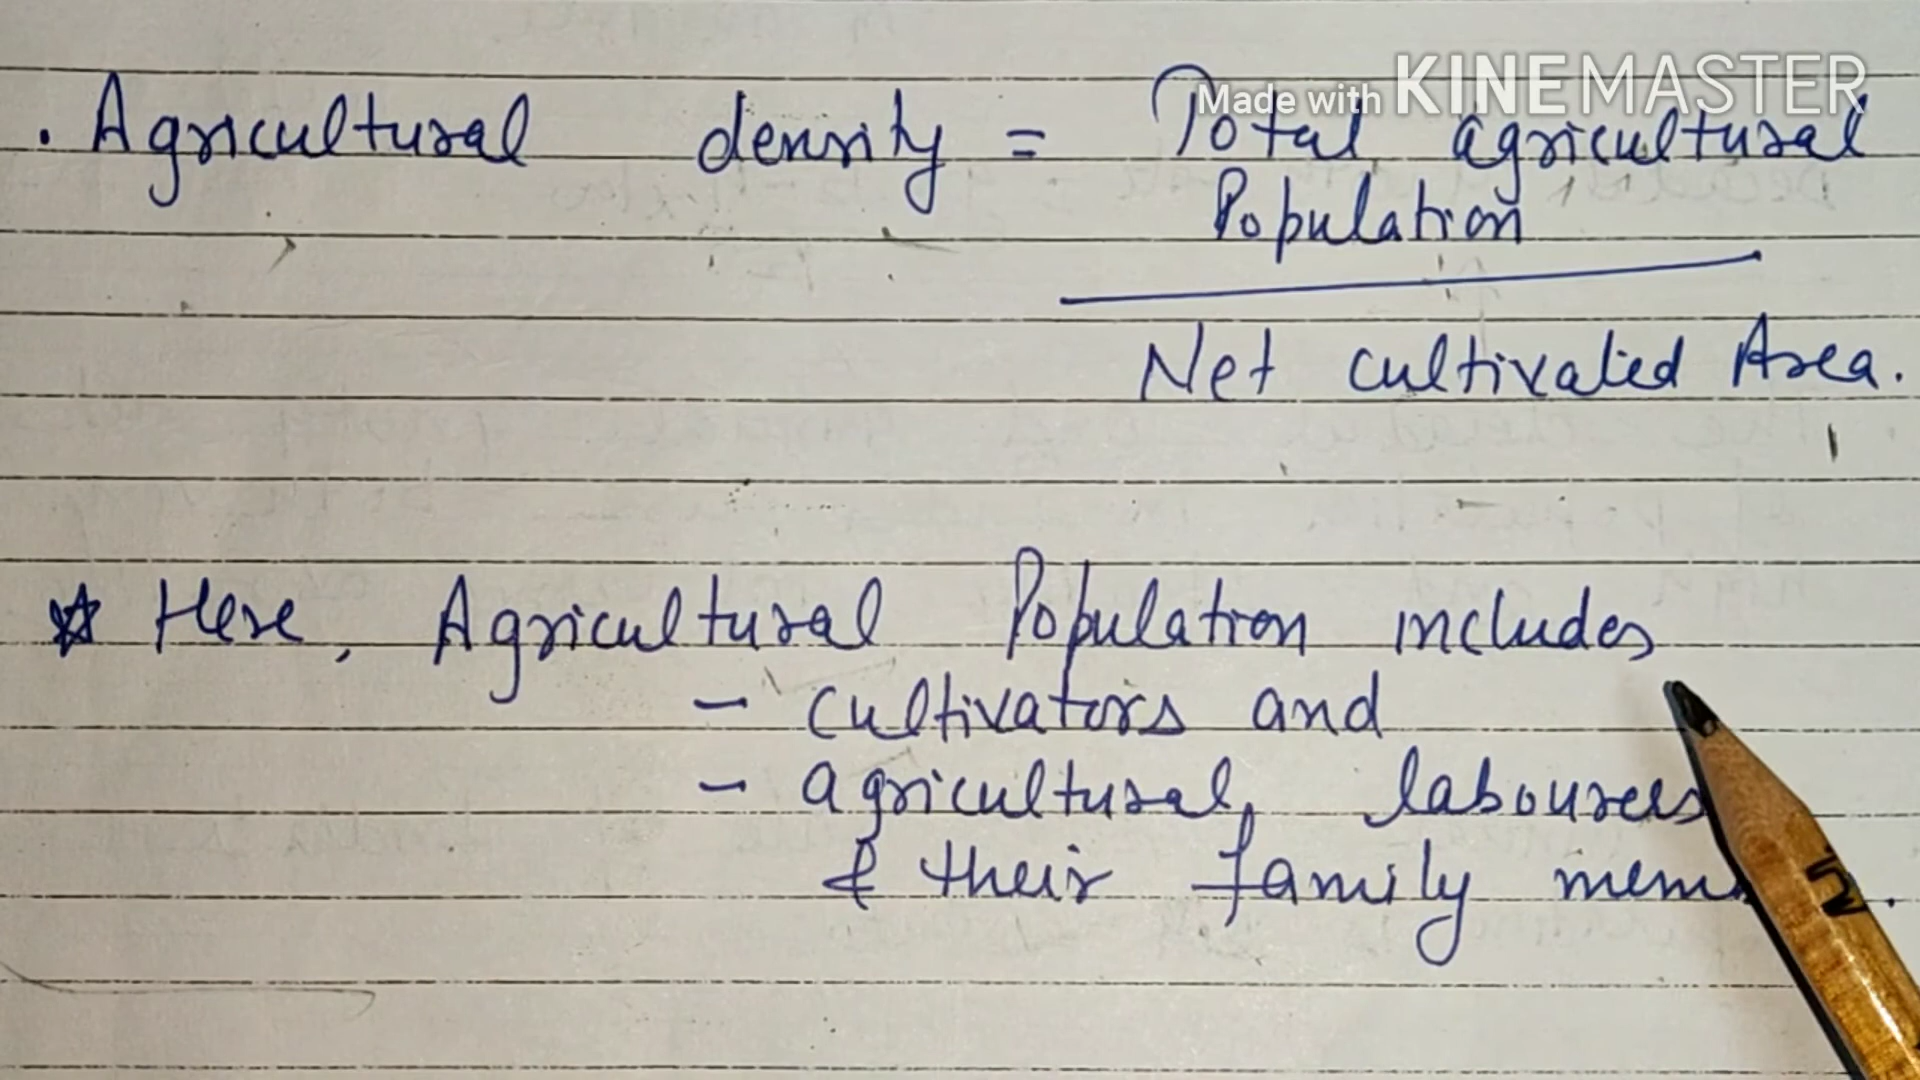 Made with KINEMASTER
. Agricultural density = Total agricultural
Population
Net cultivated Area.
☆ Here, Agricultural Population includes
- cultivators and
- agricultural labourers
& their family